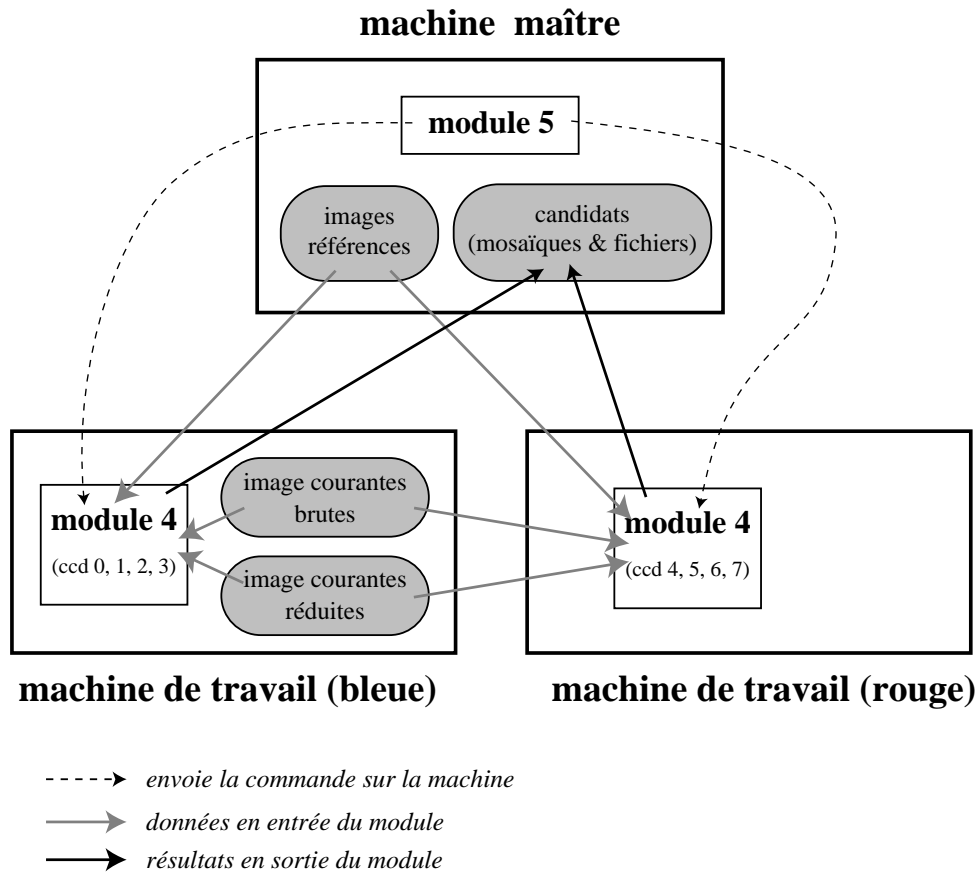 machine maître
module 5
images
références
candidats
(mosaïques & fichiers)
image courantes
brutes
module 4
(ccd 0, 1, 2, 3)
image courantes
réduites
module 4
(ccd 4, 5, 6, 7)
machine de travail (bleue)
machine de travail (rouge)
envoie la commande sur la machine
données en entrée du module
résultats en sortie du module